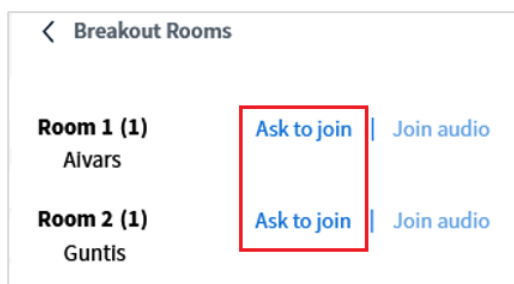 Breakout Rooms
Room 1 (1) Ask to join | Join audio
Aivars
Room 2 (1) Ask to join | Join audio
Guntis